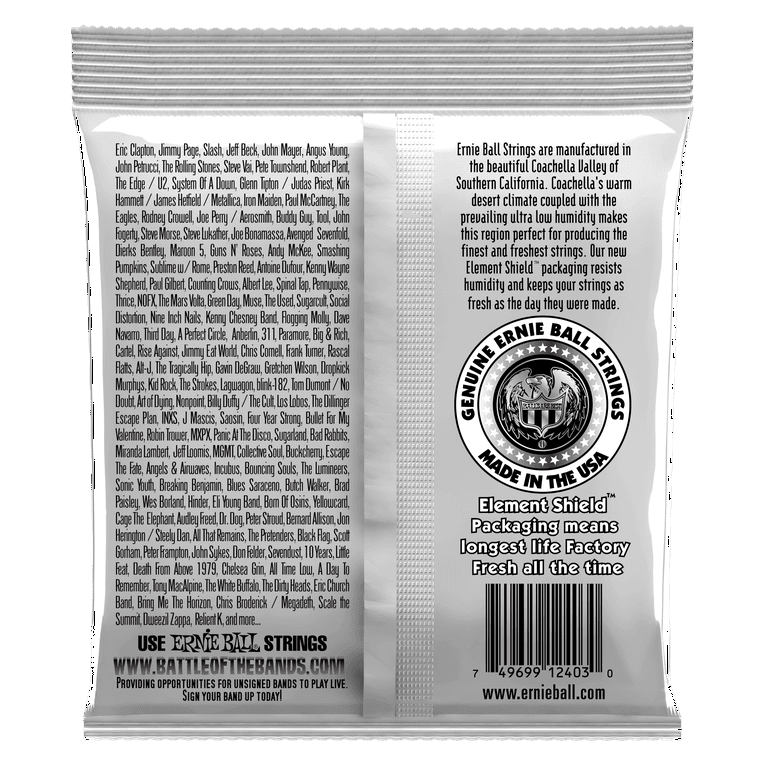 Eric Clapton, Jimmy Page, Slash, Jeff Beck, John Mayer, Angus Young,
John Petrucci, The Rolling Stones, Steve Vai, Pete Townshend, Robert Plant,
The Edge / U2, System Of A Down, Glenn Tipton / Judas Priest, Kirk
Hammett / James Hetfield / Metallica, Iron Maiden, Paul McCartney, The
Eagles, Rodney Crowell, Joe Perry / Aerosmith, Buddy Guy, Tool, John
Fogerty, Steve Morse, Steve Lukather, Joe Bonamassa, Avenged Sevenfold,
Dierks Bentley, Maroon 5, Guns N' Roses, Andy McKee, Smashing
Pumpkins, Sublime w/ Rome, Preston Reed, Antoine Dufour, Kenny Wayne
Shepherd, Paul Gilbert, Counting Crows, Albert Lee, Spinal Tap, Pennywise,
Thrice, NOFX, The Mars Volta, Green Day, Muse, The Used, Sugarcult, Social
Distortion, Nine Inch Nails, Kenny Chesney Band, Flogging Molly, Dave
Navarro, Third Day, A Perfect Circle, Anberlin, 311, Paramore, Big & Rich,
Cartel, Rise Against, Jimmy Eat World, Chris Cornell, Frank Turner, Rascal
Flatts, Alt-J, The Tragically Hip, Gavin DeGraw, Gretchen Wilson, Dropkick
Murphys, Kid Rock, The Strokes, Lagwagon, blink-182, Tom Dumont / No
Doubt, Art of Dying, Nonpoint, Billy Duffy / The Cult, Los Lobos, The Dillinger
Escape Plan, INXS, J Mascis, Saosin, Four Year Strong, Bullet For My
Valentine, Robin Trower, MXPX, Panic At The Disco, Sugarland, Bad Rabbits,
Miranda Lambert, Jeff Loomis, MGMT, Collective Soul, Buckcherry, Escape
The Fate, Angels & Airwaves, Incubus, Bouncing Souls, The Lumineers,
Sonic Youth, Breaking Benjamin, Blues Saraceno, Butch Walker, Brad
Paisley, Wes Borland, Hinder, Eli Young Band, Born Of Osiris, Yellowcard,
Cage The Elephant, Audley Freed, Dr. Dog, Peter Stroud, Bernard Allison, Jon
Herington / Steely Dan, All That Remains, The Pretenders, Black Flag, Scott
Gorham, Peter Frampton, John Sykes, Don Felder, Sevendust, 10 Years, Little
Feat, Death From Above 1979, Chelsea Grin, All Time Low, A Day To
Remember, Tony MacAlpine, The White Buffalo, The Dirty Heads, Eric Church
Band, Bring Me The Horizon, Chris Broderick / Megadeth, Scale the
Summit, Dweezil Zappa, Relient K, and more...
USE ERNIE BALL STRINGS
WWW.BATTLEOFTHEBANDS.COM
PROVIDING OPPORTUNITIES FOR UNSIGNED BANDS TO PLAY LIVE.
SIGN YOUR BAND UP TODAY!
Ernie Ball Strings are manufactured in
the beautiful Coachella Valley of
Southern California. Coachella's warm
desert climate coupled with the
prevailing ultra low humidity makes
this region perfect for producing the
finest and freshest strings. Our new
Element Shield™ packaging resists
humidity and keeps your strings as
fresh as the day they were made.
GENUINE ERNIE BALL STRINGS
MADE IN THE USA
Element Shield™
Packaging means
longest life Factory
Fresh all the time
7 49699 12403 0
www.ernieball.com